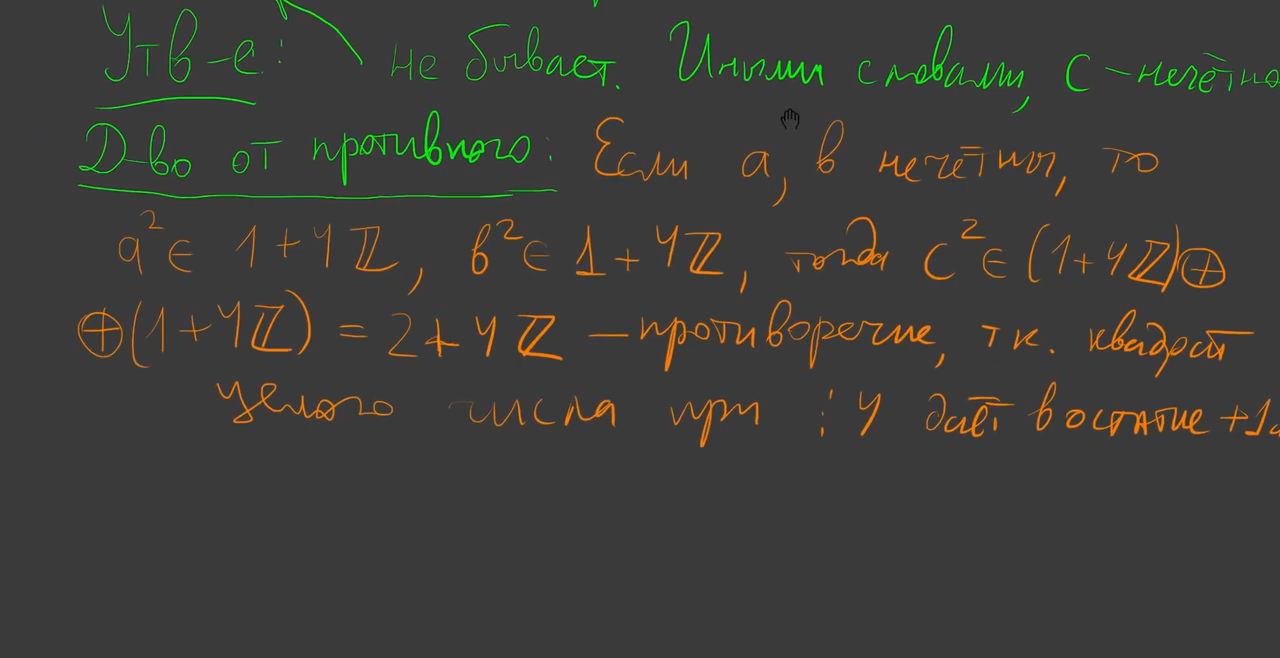 Утв-е: не бывает. Иными словами, с - нечётно
Д-во от противного: Если a, b нечётны, то
a² ∈ 1+4ℤ, b² ∈ 1+4ℤ, тогда c² ∈ (1+4ℤ)⊕
⊕(1+4ℤ) = 2+4ℤ – противоречие, т.к. квадрат
целого числа при : 4 даёт в остатке +1